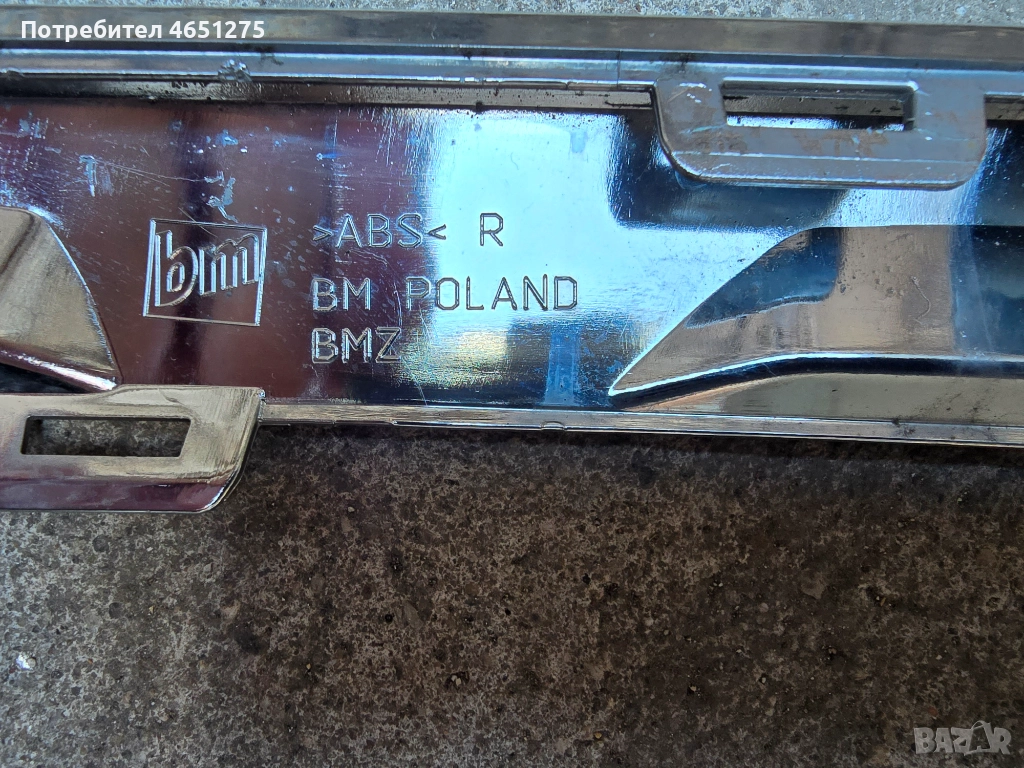 Потребител 4651275
bm
>ABS< R
BM POLAND
BMZ
BAZAR